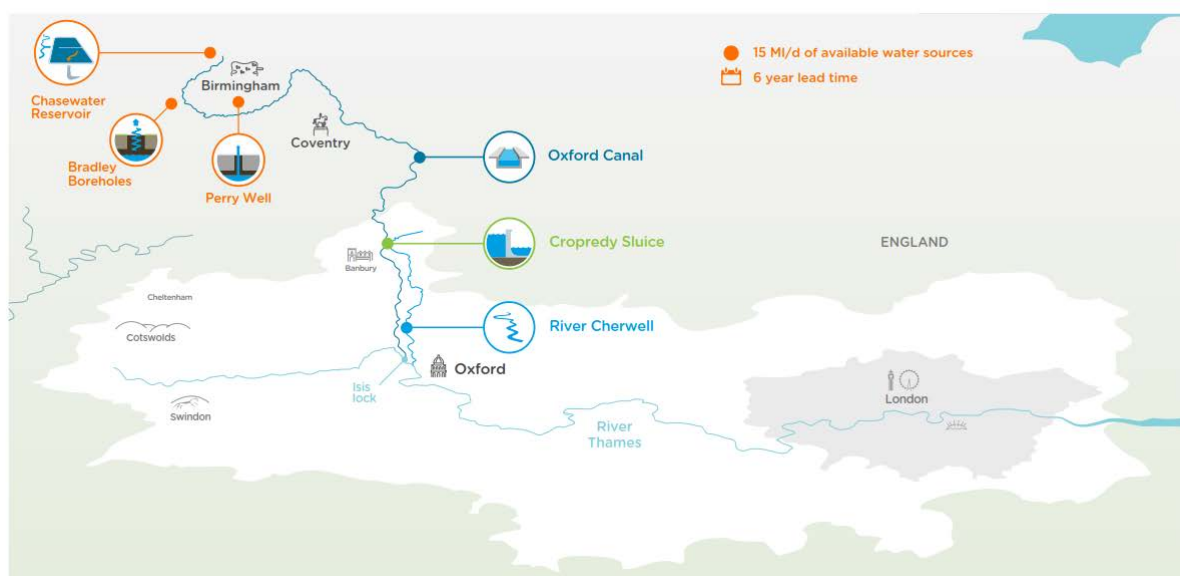 15 Ml/d of available water sources
6 year lead time
Chasewater
Reservoir
Birmingham
Bradley
Boreholes
Perry Well
Coventry
Oxford Canal
Cropredy Sluice
ENGLAND
Banbury
Cheltenham
Cotswolds
River Cherwell
Isis
lock
Oxford
Swindon
River
Thames
London